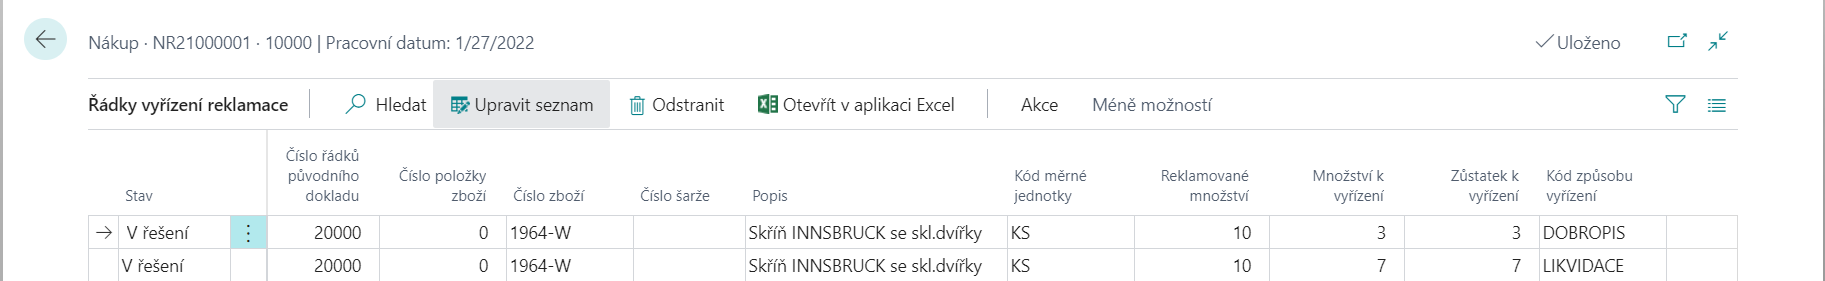 Nákup · NR21000001 · 10000 | Pracovní datum: 1/27/2022
Uloženo
Řádky vyřízení reklamace
Hledat
Upravit seznam
Odstranit
Otevřít v aplikaci Excel
Akce
Méně možností
Stav
Číslo řádků
původního
dokladu
Číslo položky
zboží
Číslo zboží
Číslo šarže
Popis
Kód měrné
jednotky
Reklamované
množství
Množství k
vyřízení
Zůstatek k
vyřízení
Kód způsobu
vyřízení
V řešení 20000 0 1964-W Skříň INNSBRUCK se skl.dvířky KS 10 3 3 DOBROPIS
V řešení 20000 0 1964-W Skříň INNSBRUCK se skl.dvířky KS 10 7 7 LIKVIDACE